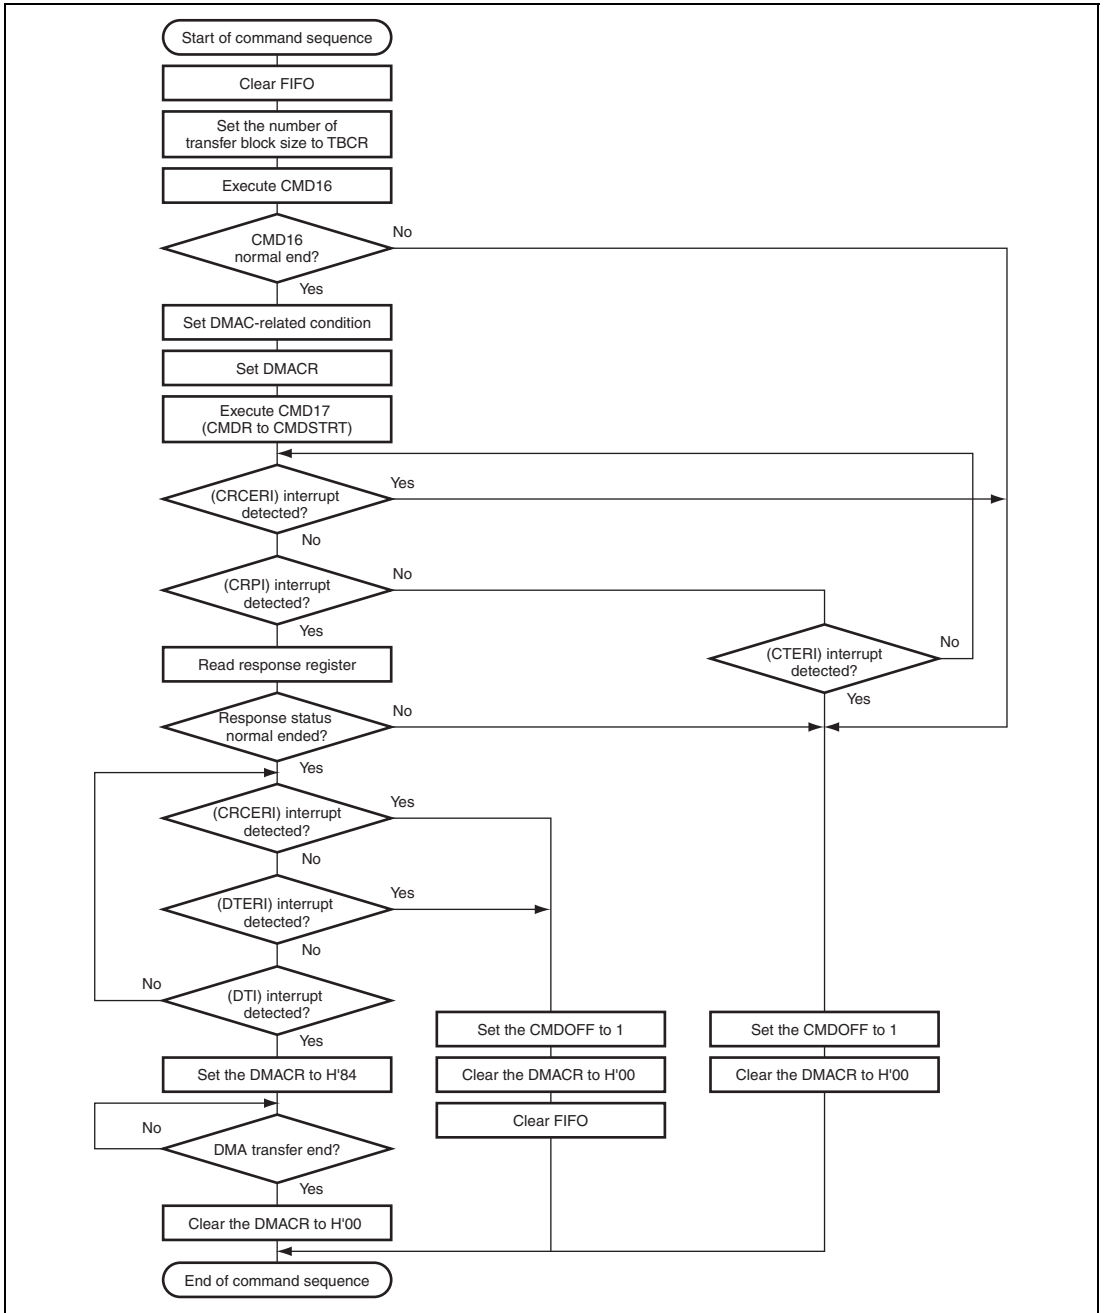 Start of command sequence
Clear FIFO
Set the number of
transfer block size to TBCR
Execute CMD16
CMD16
normal end?
No
Yes
Set DMAC-related condition
Set DMACR
Execute CMD17
(CMDR to CMDSTRT)
(CRCERI) interrupt
detected?
Yes
No
(CRPI) interrupt
detected?
No
Yes
(CTERI) interrupt
detected?
No
Yes
Read response register
Response status
normal ended?
No
Yes
(CRCERI) interrupt
detected?
Yes
No
(DTERI) interrupt
detected?
Yes
No
(DTI) interrupt
detected?
No
Yes
Set the CMDOFF to 1
Clear the DMACR to H'00
Clear FIFO
Set the CMDOFF to 1
Clear the DMACR to H'00
Set the DMACR to H'84
DMA transfer end?
No
Yes
Clear the DMACR to H'00
End of command sequence